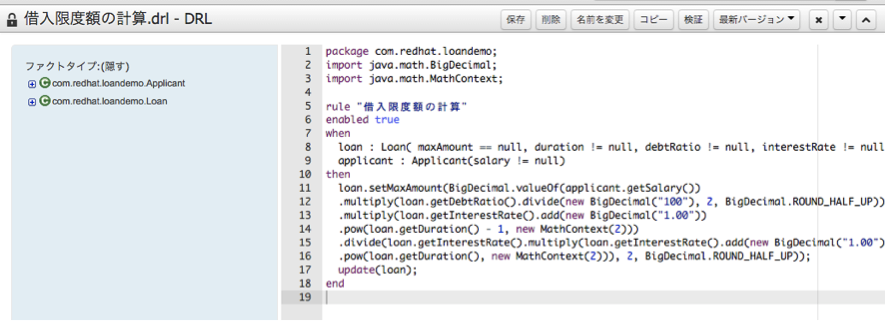 借入限度額の計算.drl - DRL
保存 削除 名前を変更 コピー 検証 最新バージョン
ファクトタイプ:(隠す)
com.redhat.loandemo.Applicant
com.redhat.loandemo.Loan
1 package com.redhat.loandemo;
2 import java.math.BigDecimal;
3 import java.math.MathContext;
4
5 rule "借入限度額の計算"
6 enabled true
7 when
8 loan : Loan( maxAmount == null, duration != null, debtRatio != null, interestRate != null
9 applicant : Applicant(salary != null)
10 then
11 loan.setMaxAmount(BigDecimal.valueOf(applicant.getSalary())
12 .multiply(loan.getDebtRatio().divide(new BigDecimal("100"), 2, BigDecimal.ROUND_HALF_UP))
13 .multiply(loan.getInterestRate().add(new BigDecimal("1.00"))
14 .pow(loan.getDuration() - 1, new MathContext(2)))
15 .divide(loan.getInterestRate().multiply(loan.getInterestRate().add(new BigDecimal("1.00")
16 .pow(loan.getDuration(), new MathContext(2))), 2, BigDecimal.ROUND_HALF_UP));
17 update(loan);
18 end
19